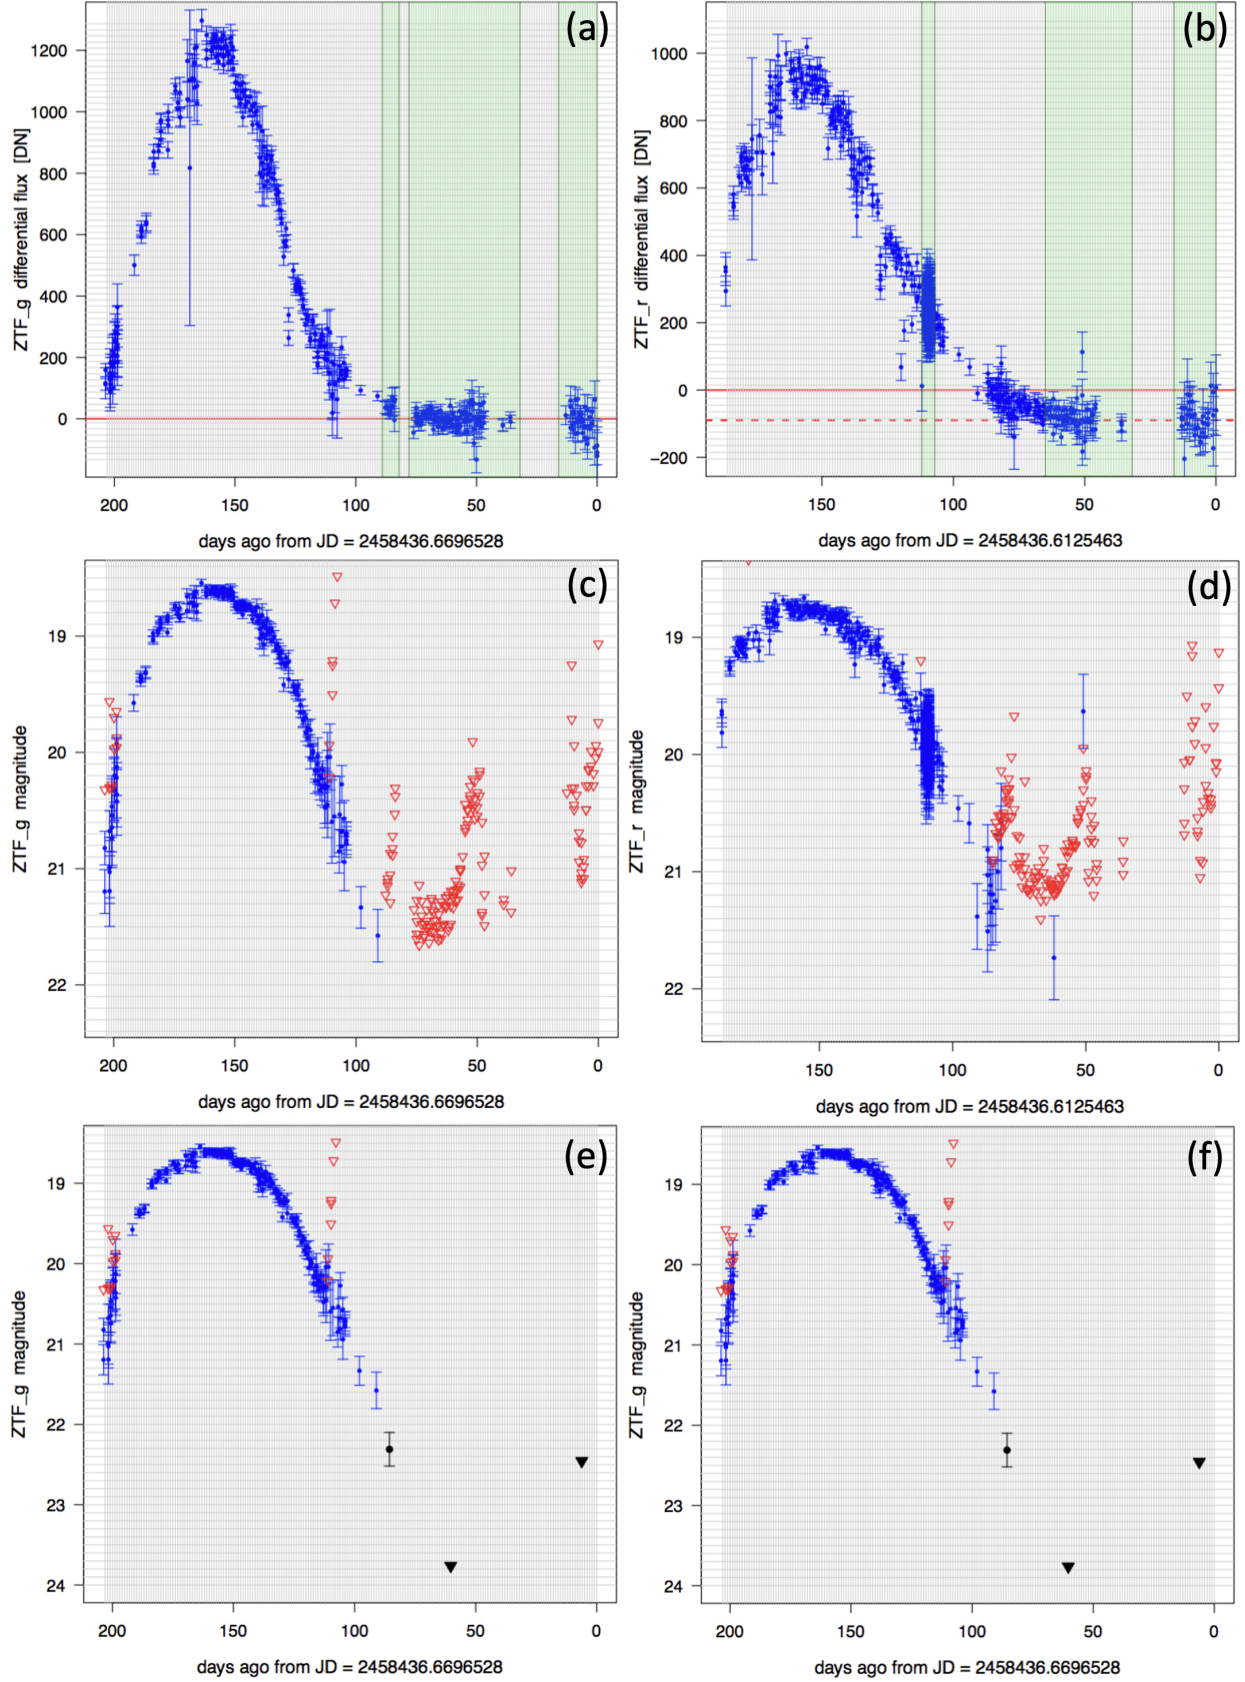 (a)
ZTF_g differential flux [DN]
1200
1000
800
600
400
200
0
200 150 100 50 0
days ago from JD = 2458436.6696528
(b)
ZTF_r differential flux [DN]
1000
800
600
400
200
0
−200
150 100 50 0
days ago from JD = 2458436.6125463
(c)
ZTF_g magnitude
19
20
21
22
200 150 100 50 0
days ago from JD = 2458436.6696528
(d)
ZTF_r magnitude
19
20
21
22
150 100 50 0
days ago from JD = 2458436.6125463
(e)
ZTF_g magnitude
19
20
21
22
23
24
200 150 100 50 0
days ago from JD = 2458436.6696528
(f)
ZTF_g magnitude
19
20
21
22
23
24
200 150 100 50 0
days ago from JD = 2458436.6696528